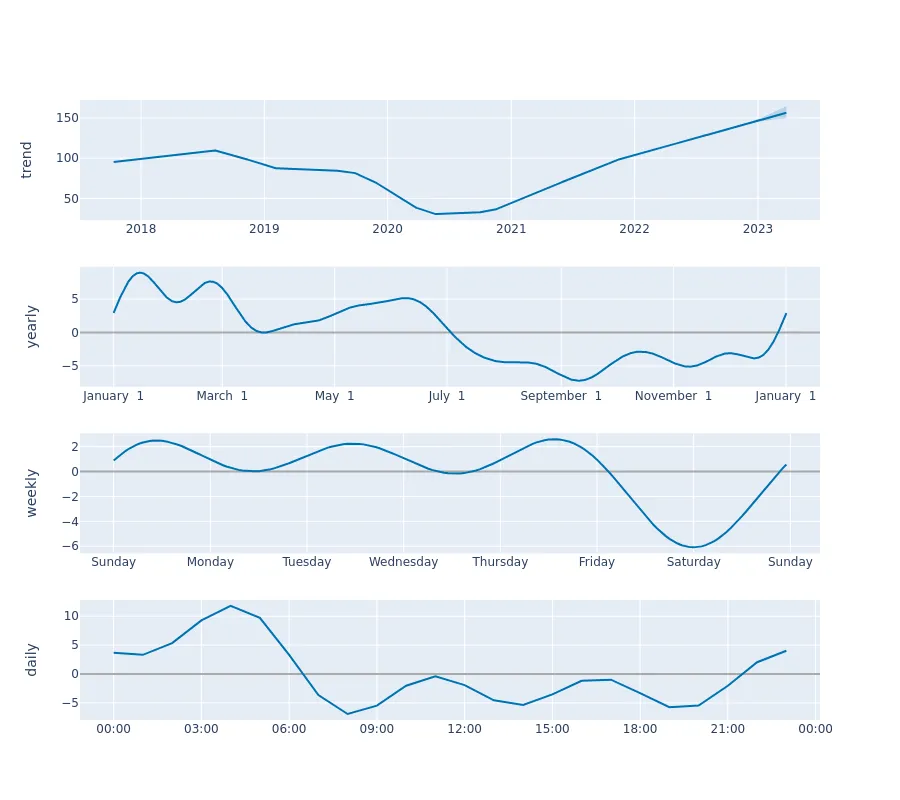 trend
150
100
50
2018 2019 2020 2021 2022 2023
yearly
5
0
−5
January 1 March 1 May 1 July 1 September 1 November 1 January 1
weekly
2
0
−2
−4
−6
Sunday Monday Tuesday Wednesday Thursday Friday Saturday Sunday
daily
10
5
0
−5
00:00 03:00 06:00 09:00 12:00 15:00 18:00 21:00 00:00